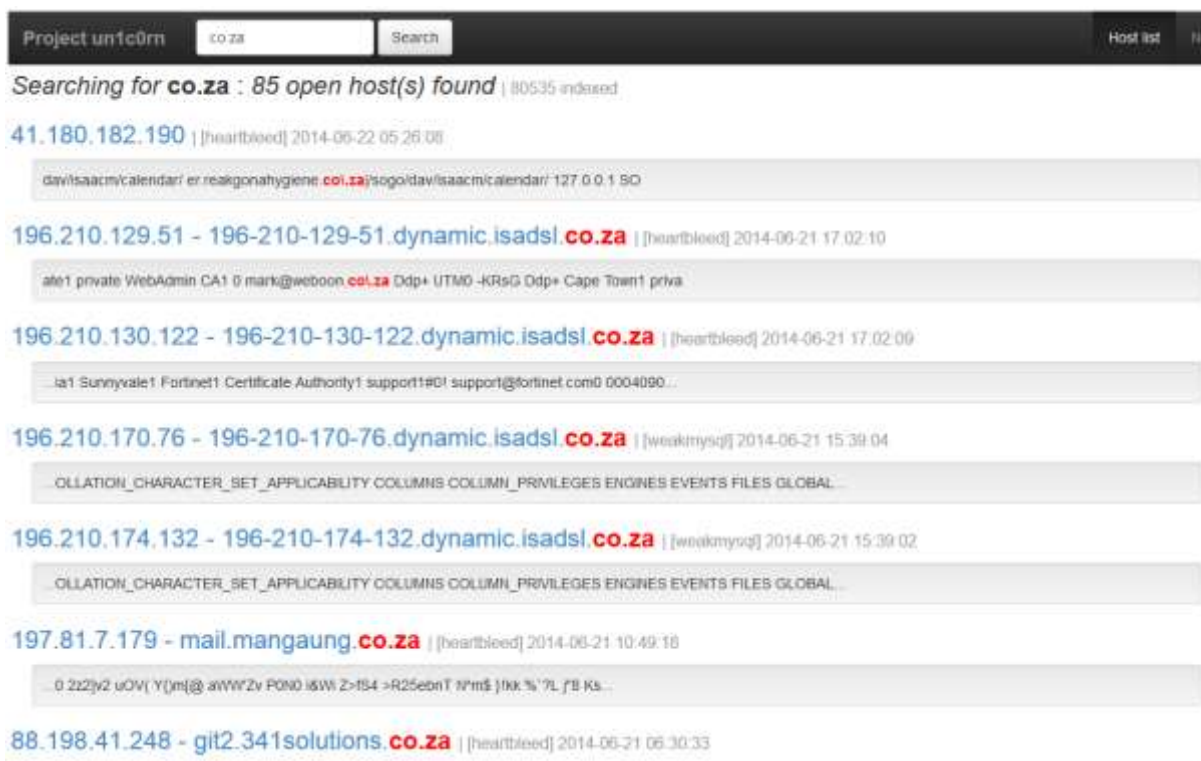 Project un1c0rn co za Search Host list
Searching for co.za : 85 open host(s) found | 80535 indexed
41.180.182.190 | [heartbleed] 2014-06-22 05:26:08
dav/isaacm/calendar/ er.reakgonahygiene.co\.za|/sogo/dav/isaacm/calendar/ 127 0 0 1 SO
196.210.129.51 - 196-210-129-51.dynamic.isadsl.co.za | [heartbleed] 2014-06-21 17:02:10
ate1 private WebAdmin CA1 0 mark@weboon.co\.za Ddp+ UTM0 -KRsG Ddp+ Cape Town1 priva
196.210.130.122 - 196-210-130-122.dynamic.isadsl.co.za | [heartbleed] 2014-06-21 17:02:09
...ia1 Sunnyvale1 Fortinet1 Certificate Authority1 support1#0! support@fortinet.com0 0004090...
196.210.170.76 - 196-210-170-76.dynamic.isadsl.co.za | [weakmysql] 2014-06-21 15:39:04
...OLLATION_CHARACTER_SET_APPLICABILITY COLUMNS COLUMN_PRIVILEGES ENGINES EVENTS FILES GLOBAL...
196.210.174.132 - 196-210-174-132.dynamic.isadsl.co.za | [weakmysql] 2014-06-21 15:39:02
...OLLATION_CHARACTER_SET_APPLICABILITY COLUMNS COLUMN_PRIVILEGES ENGINES EVENTS FILES GLOBAL...
197.81.7.179 - mail.mangaung.co.za | [heartbleed] 2014-06-21 10:49:18
...0 Ks...
88.198.41.248 - git2.341solutions.co.za | [heartbleed] 2014-06-21 06:30:33